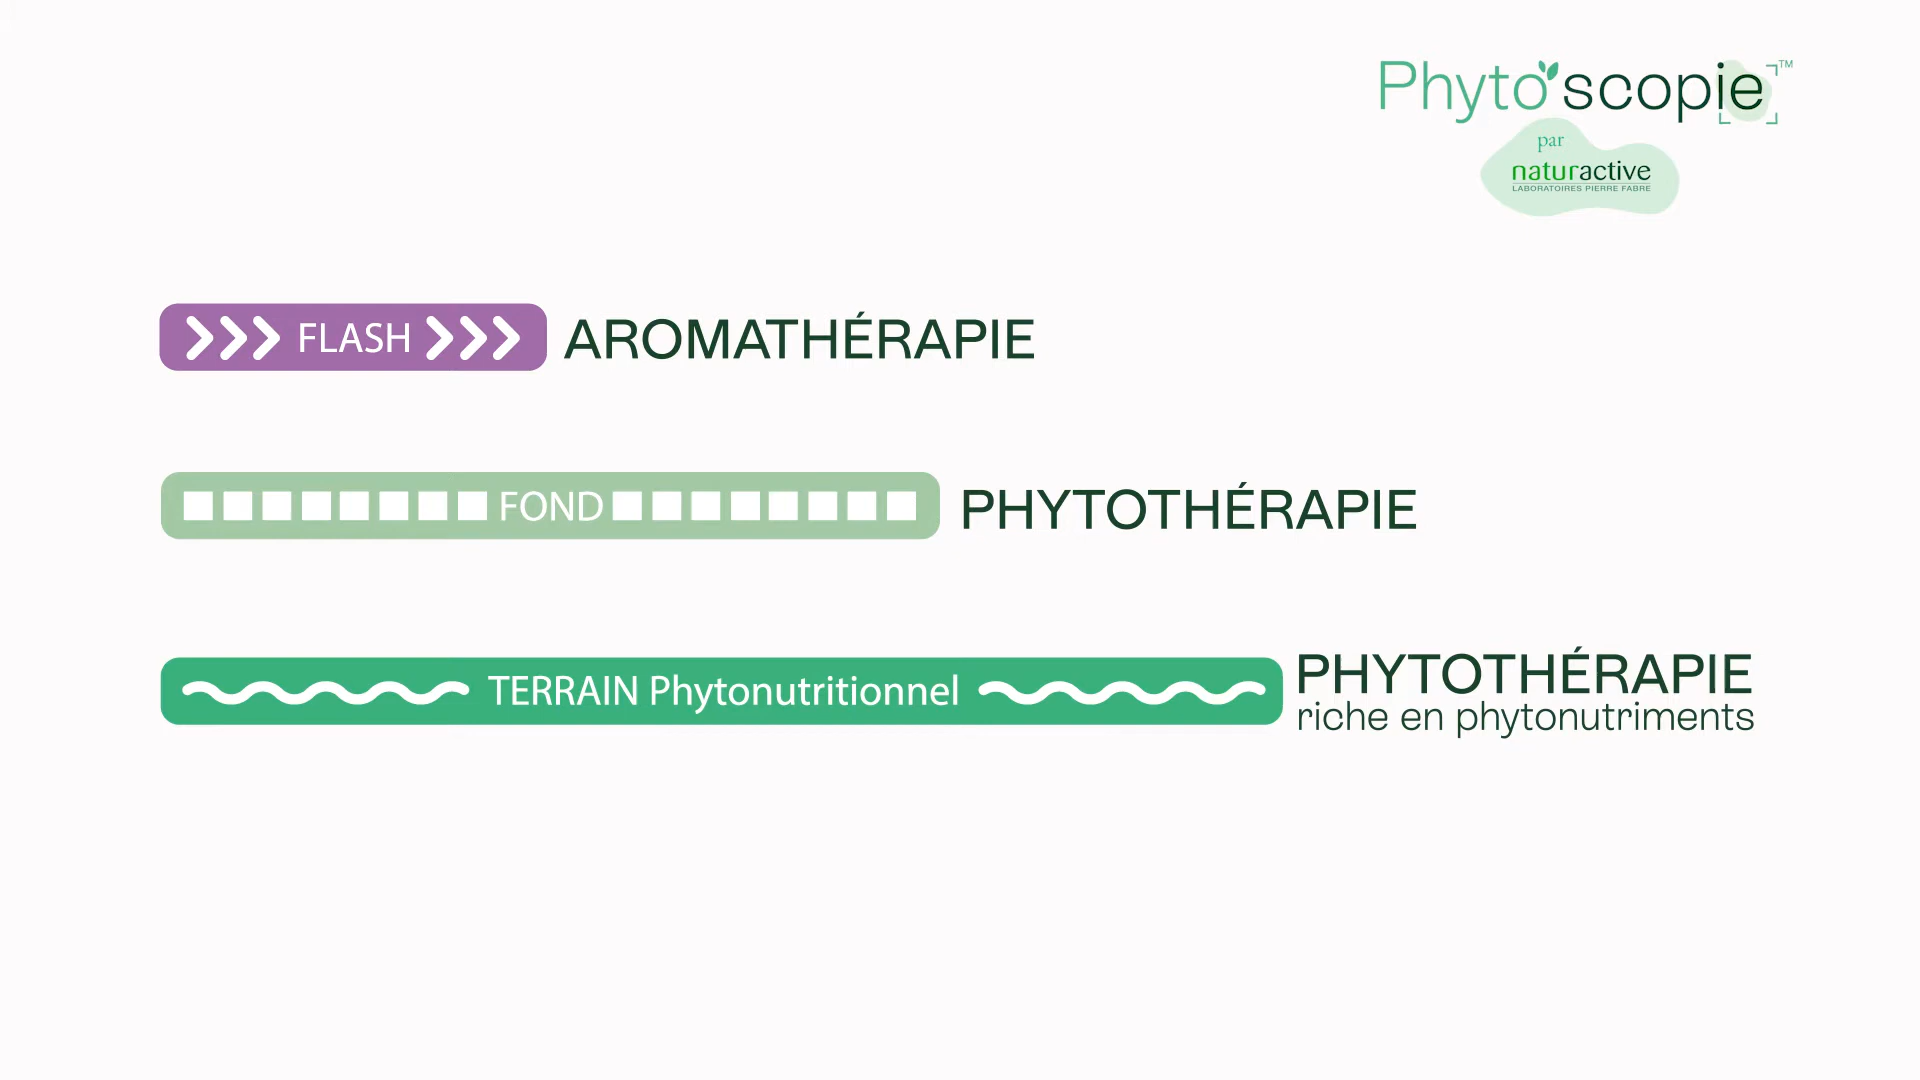 Phyto'scopie™
par
naturactive
LABORATOIRES PIERRE FABRE
FLASH AROMATHÉRAPIE
FOND PHYTOTHÉRAPIE
TERRAIN Phytonutritionnel PHYTOTHÉRAPIE
riche en phytonutriments